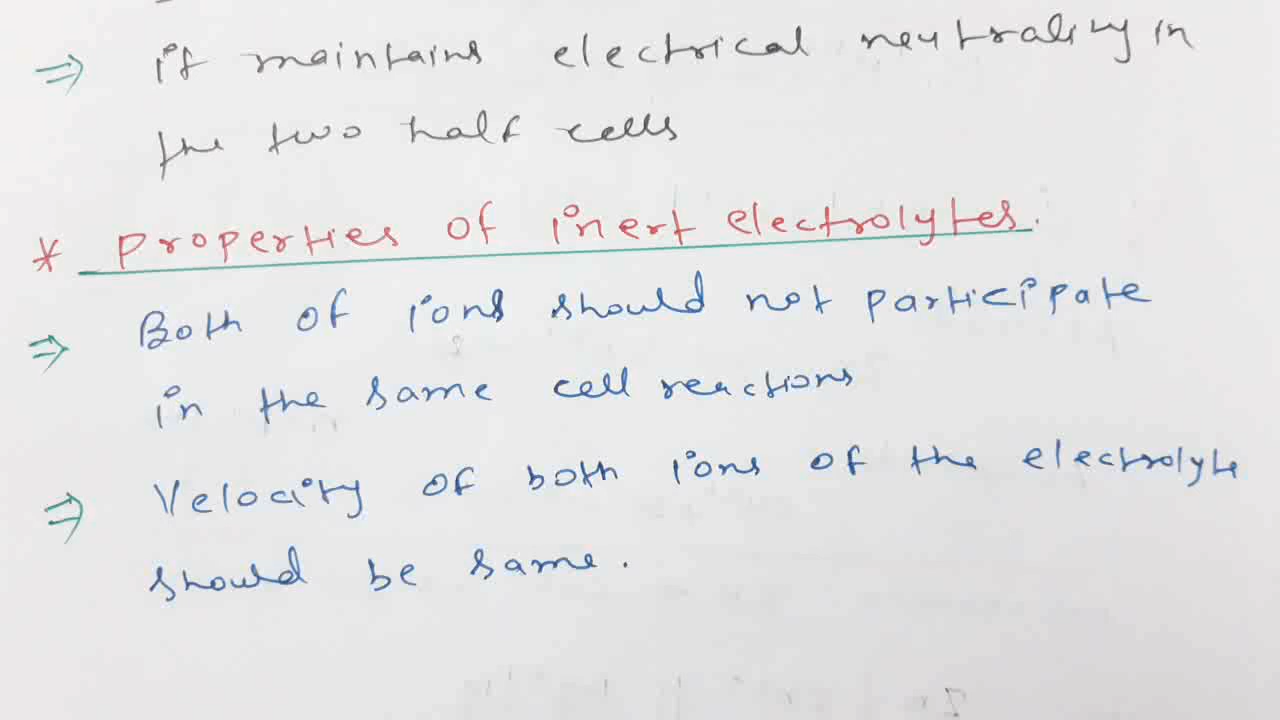 ⇒ it maintains electrical neutrality in
the two half cells
* Properties of inert electrolytes.
⇒ Both of ions should not participate
in the same cell reactions
⇒ Velocity of both ions of the electrolyte
should be same.